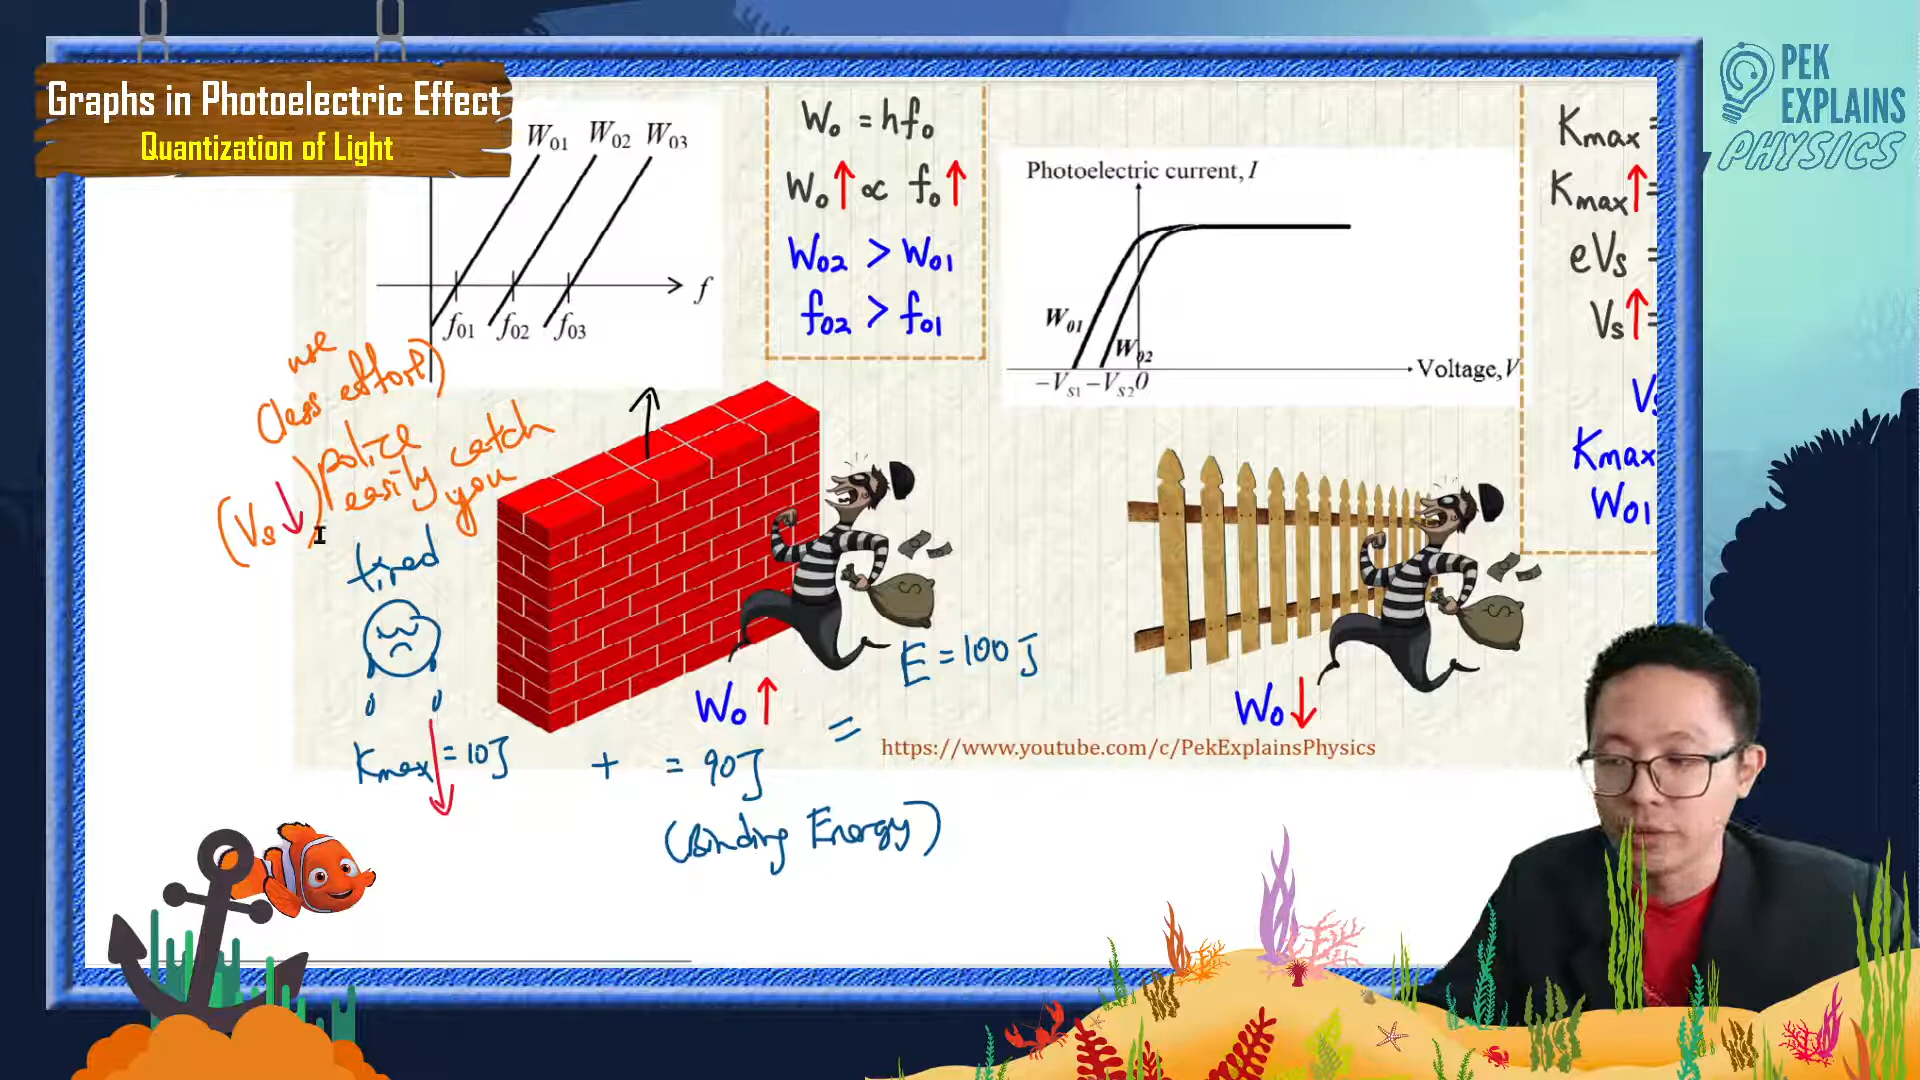 Graphs in Photoelectric Effect
Quantization of Light
PEK
EXPLAINS
PHYSICS
W01 W02 W03
f
f01 f02 f03
W0 = hf0
W0 ↑ ∝ f0 ↑
W02 > W01
f02 > f01
Photoelectric current, I
W01
W02
Voltage, V
−VS1 −VS2 0
Kmax =
Kmax ↑ =
eVs =
Vs ↑ =
Vs
Kmax
W01
use
(less effort)
police
easily catch
you
(Vs ↓)
tired
E = 100J
W0 ↑
W0 ↓
=
https://www.youtube.com/c/PekExplainsPhysics
Kmax = 10J + = 90J
(Binding Energy)